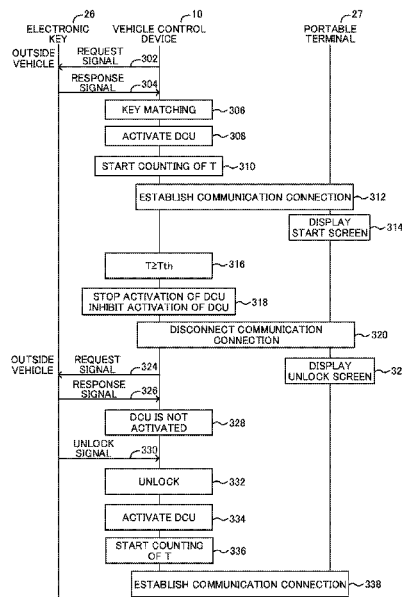 26
ELECTRONIC
KEY
10
VEHICLE CONTROL
DEVICE
27
PORTABLE
TERMINAL
OUTSIDE
VEHICLE
REQUEST
SIGNAL
302
RESPONSE
SIGNAL
304
KEY MATCHING
306
ACTIVATE DCU
308
START COUNTING OF T
310
ESTABLISH COMMUNICATION CONNECTION
312
DISPLAY
START SCREEN
314
T≥Tth
316
STOP ACTIVATION OF DCU
INHIBIT ACTIVATION OF DCU
318
DISCONNECT COMMUNICATION
CONNECTION
320
OUTSIDE
VEHICLE
REQUEST
SIGNAL
324
DISPLAY
UNLOCK SCREEN
32
RESPONSE
SIGNAL
326
DCU IS NOT
ACTIVATED
328
UNLOCK
SIGNAL
330
UNLOCK
332
ACTIVATE DCU
334
START COUNTING
OF T
336
ESTABLISH COMMUNICATION CONNECTION
338